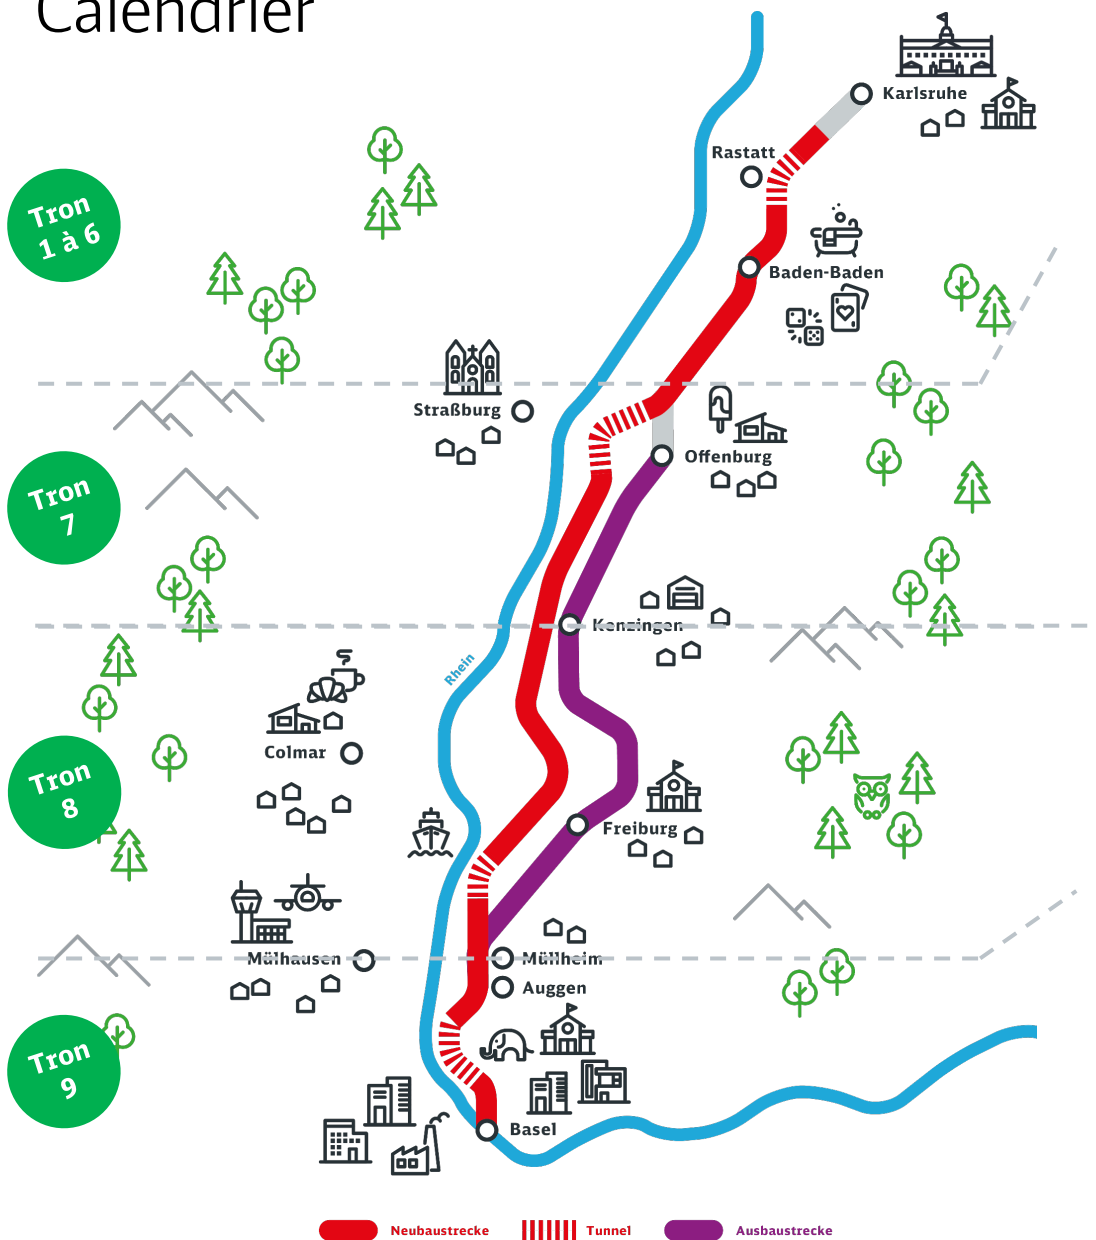 Calendrier
Karlsruhe
Rastatt
Tron
1 à 6
Baden-Baden
Straßburg
Offenburg
Tron
7
Kenzingen
Rhein
Colmar
Tron
8
Freiburg
Mülhausen
Müllheim
Auggen
Tron
9
Basel
Neubaustrecke
Tunnel
Ausbaustrecke